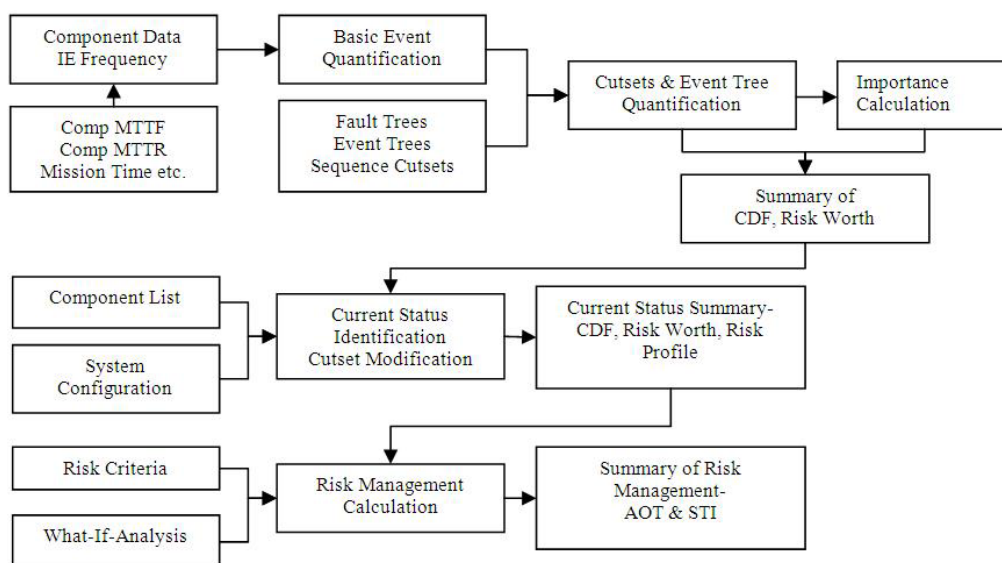 Component Data
IE Frequency
Basic Event
Quantification
Cutsets & Event Tree
Quantification
Importance
Calculation
Comp MTTF
Comp MTTR
Mission Time etc.
Fault Trees
Event Trees
Sequence Cutsets
Summary of
CDF, Risk Worth
Component List
System
Configuration
Current Status
Identification
Cutset Modification
Current Status Summary-
CDF, Risk Worth, Risk
Profile
Risk Criteria
What-If-Analysis
Risk Management
Calculation
Summary of Risk
Management-
AOT & STI